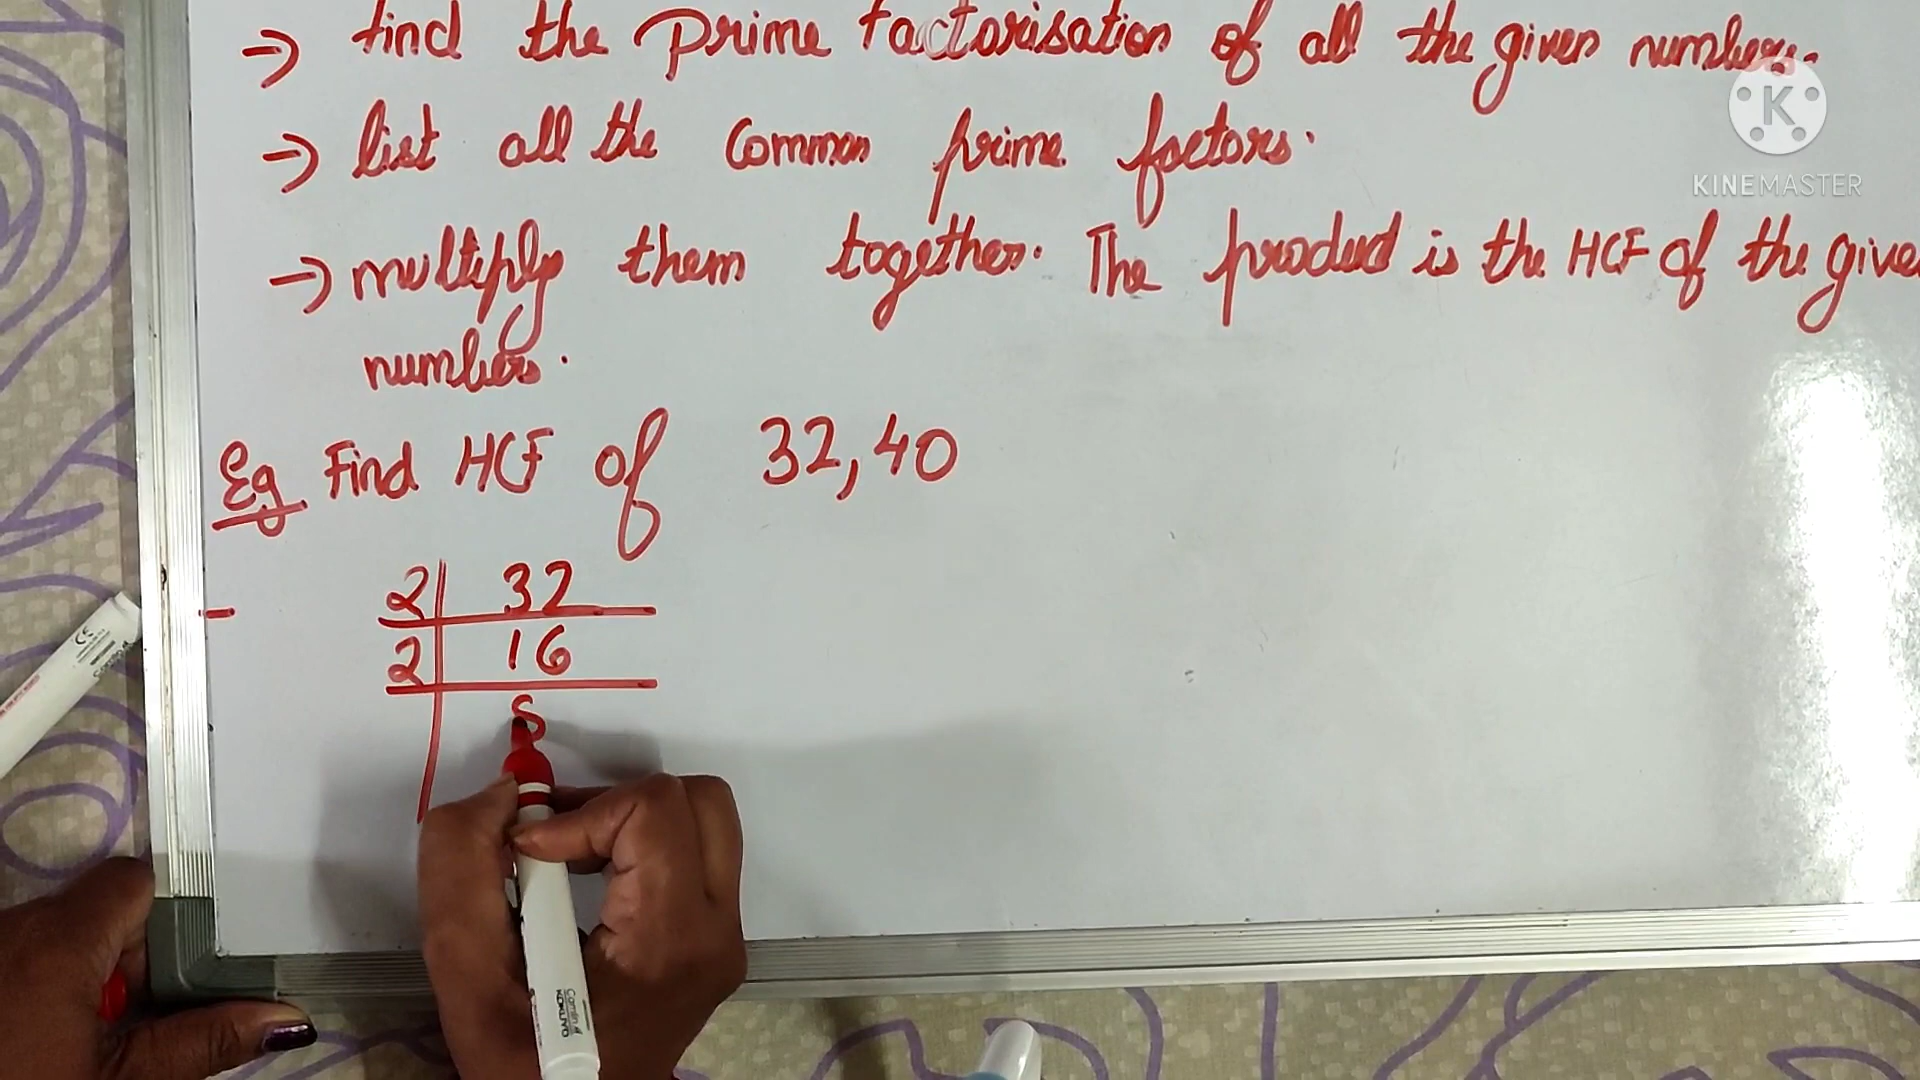 → find the prime factorisation of all the given numbers.
→ list all the common prime factors.
→ multiply them together. The product is the HCF of the given
numbers.
Eg Find HCF of 32,40
2 32
2 16
8
KINEMASTER
Camlin
KOKUYO